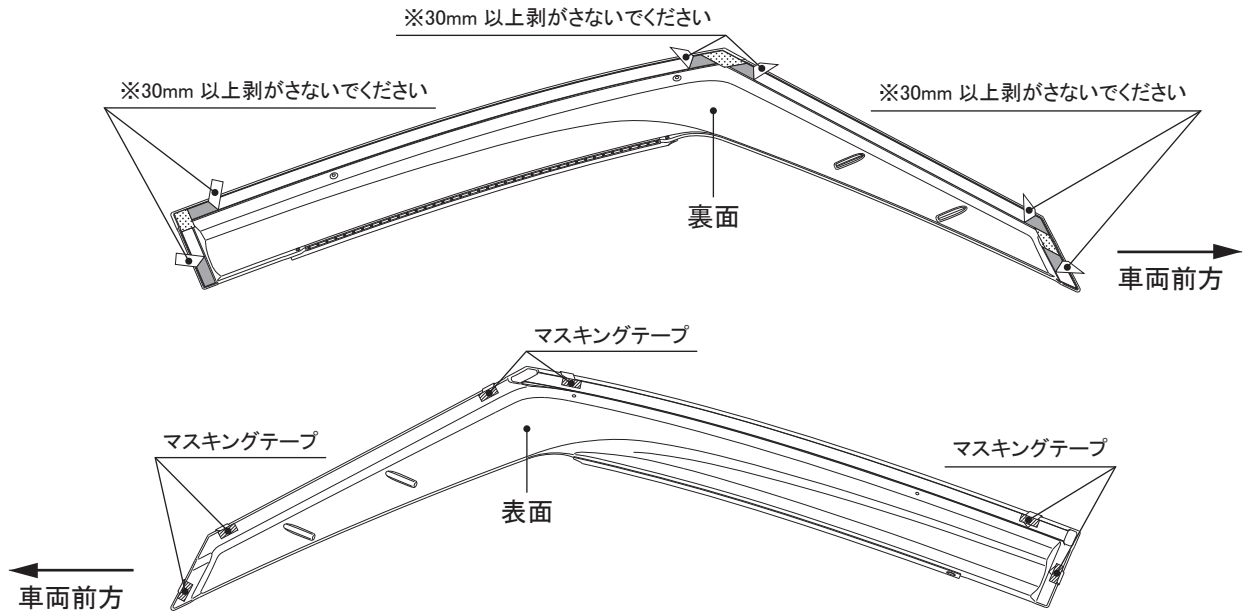 ※30mm 以上剥がさないでください
※30mm 以上剥がさないでください
※30mm 以上剥がさないでください
裏面
車両前方
マスキングテープ
マスキングテープ
マスキングテープ
表面
車両前方